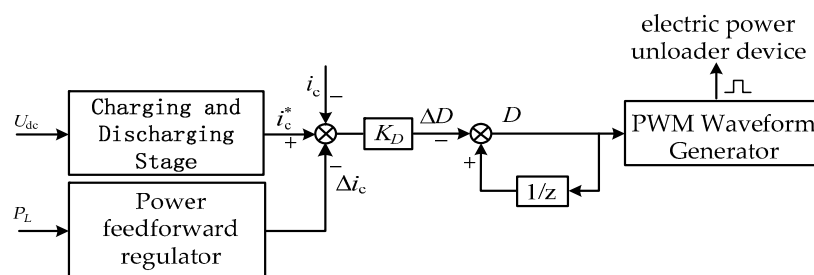 electric power
unloader device
U_dc
Charging and
Discharging
Stage
i_c^*
+
i_c
−
−
Δi_c
K_D
ΔD
−
+
D
1/z
PWM Waveform
Generator
P_L
Power
feedforward
regulator